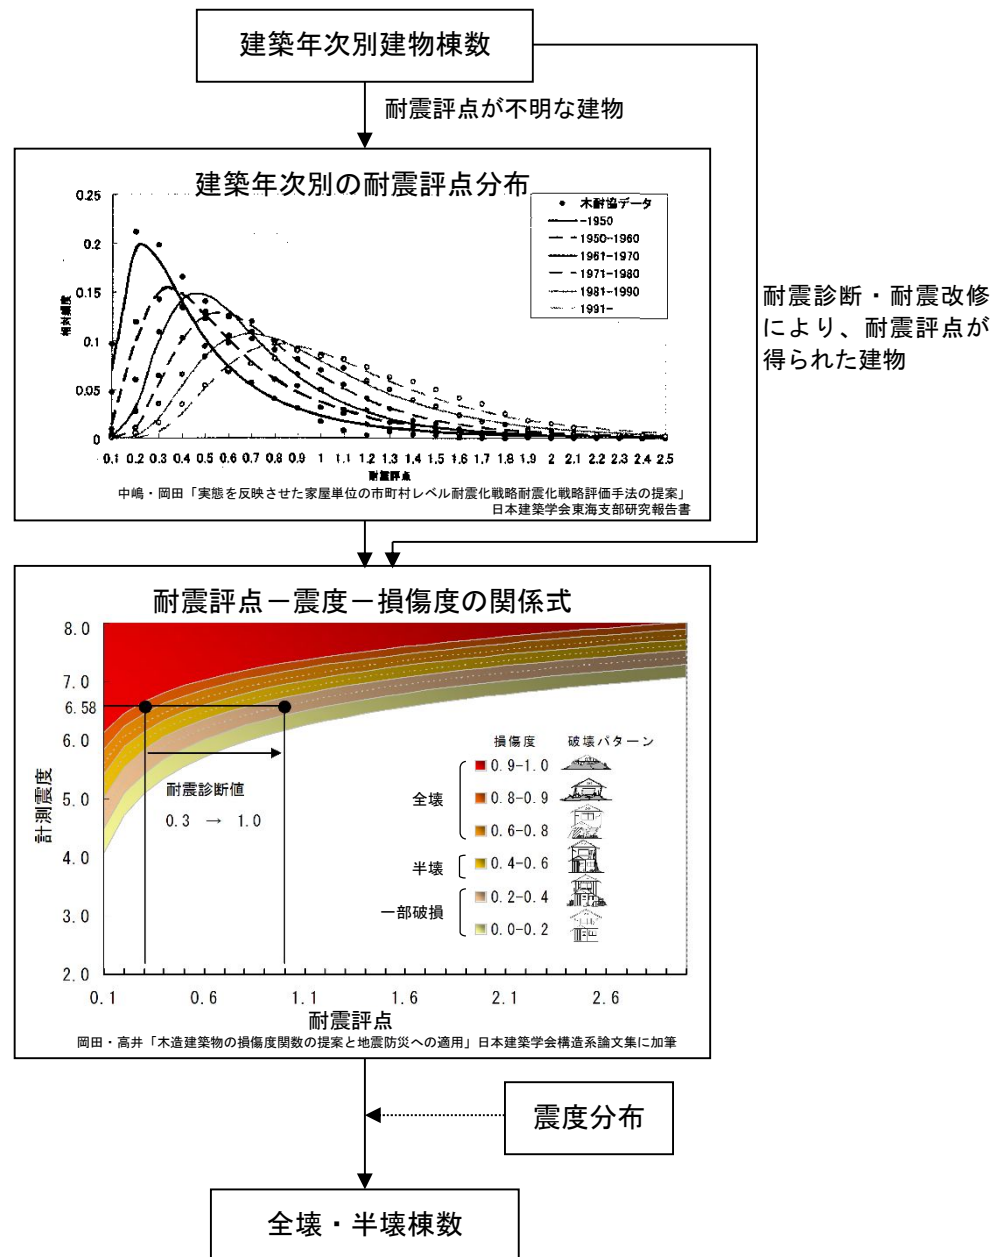 建築年次別建物棟数
耐震評点が不明な建物
建築年次別の耐震評点分布
0.25
0.2
0.15
0.1
0.05
0
相対頻度
木耐協データ
-1950
1950-1960
1961-1970
1971-1980
1981-1990
1991-
0.1 0.2 0.3 0.4 0.5 0.6 0.7 0.8 0.9 1 1.1 1.2 1.3 1.4 1.5 1.6 1.7 1.8 1.9 2 2.1 2.2 2.3 2.4 2.5
耐震評点
中嶋・岡田「実態を反映させた家屋単位の市町村レベル耐震化戦略耐震化戦略評価手法の提案」
日本建築学会東海支部研究報告書
耐震診断・耐震改修
により、耐震評点が
得られた建物
耐震評点－震度－損傷度の関係式
8.0
7.0
6.58
6.0
5.0
4.0
3.0
2.0
計測震度
耐震診断値
0.3 → 1.0
損傷度 破壊パターン
全壊
0.9-1.0
0.8-0.9
0.6-0.8
半壊
0.4-0.6
一部破損
0.2-0.4
0.0-0.2
0.1 0.6 1.1 1.6 2.1 2.6
耐震評点
岡田・高井「木造建築物の損傷度関数の提案と地震防災への適用」日本建築学会構造系論文集に加筆
震度分布
全壊・半壊棟数